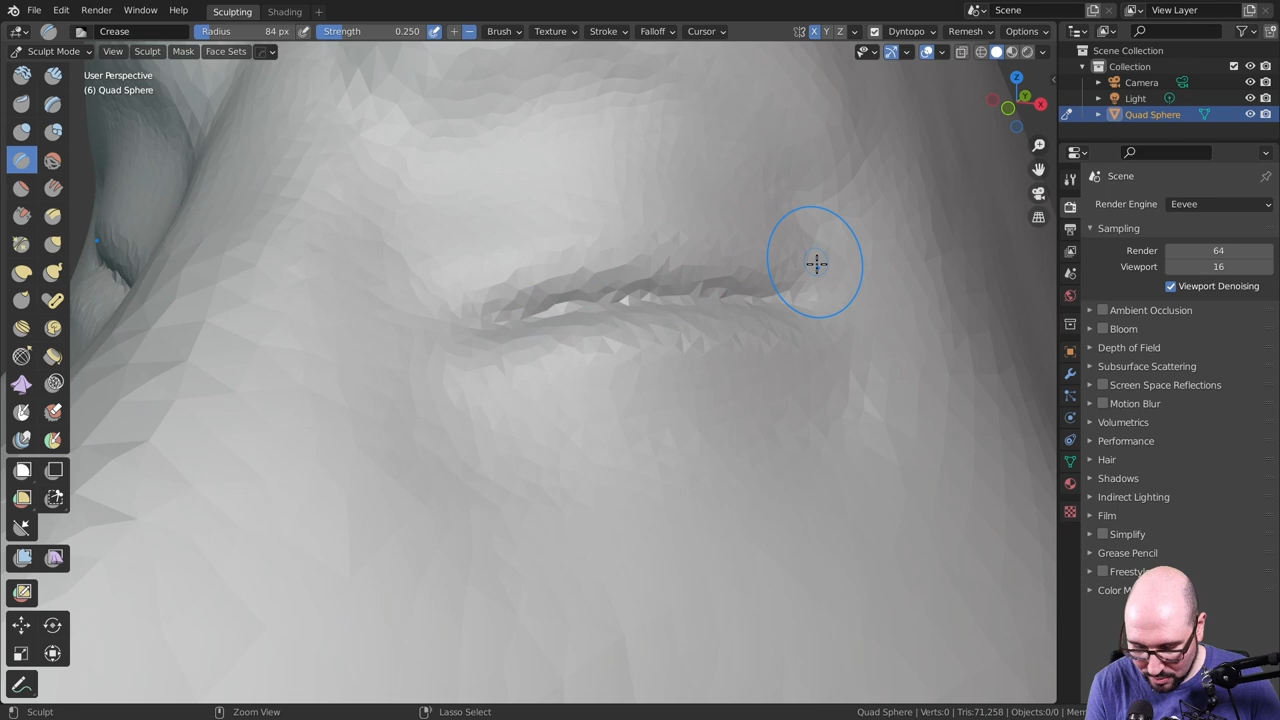 File Edit Render Window Help Sculpting Shading + Scene View Layer
Crease Radius 84 px Strength 0.250 Brush Texture Stroke Falloff Cursor X Y Z Dyntopo Remesh Options
Sculpt Mode View Sculpt Mask Face Sets
User Perspective
(6) Quad Sphere
Z
Y
X
Scene Collection
Collection
Camera
Light
Quad Sphere
Scene
Render Engine Eevee
Sampling
Render 64
Viewport 16
Viewport Denoising
Ambient Occlusion
Bloom
Depth of Field
Subsurface Scattering
Screen Space Reflections
Motion Blur
Volumetrics
Performance
Hair
Shadows
Indirect Lighting
Film
Simplify
Grease Pencil
Sculpt Zoom View Lasso Select Quad Sphere | Verts:0 | Tris:71,258 | Objects:0/0